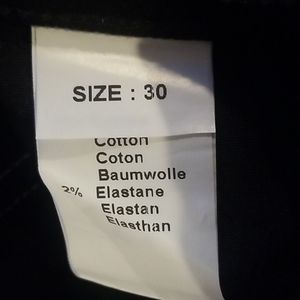 SIZE : 30
Cotton
Coton
Baumwolle
2% Elastane
Elastan
Elasthan